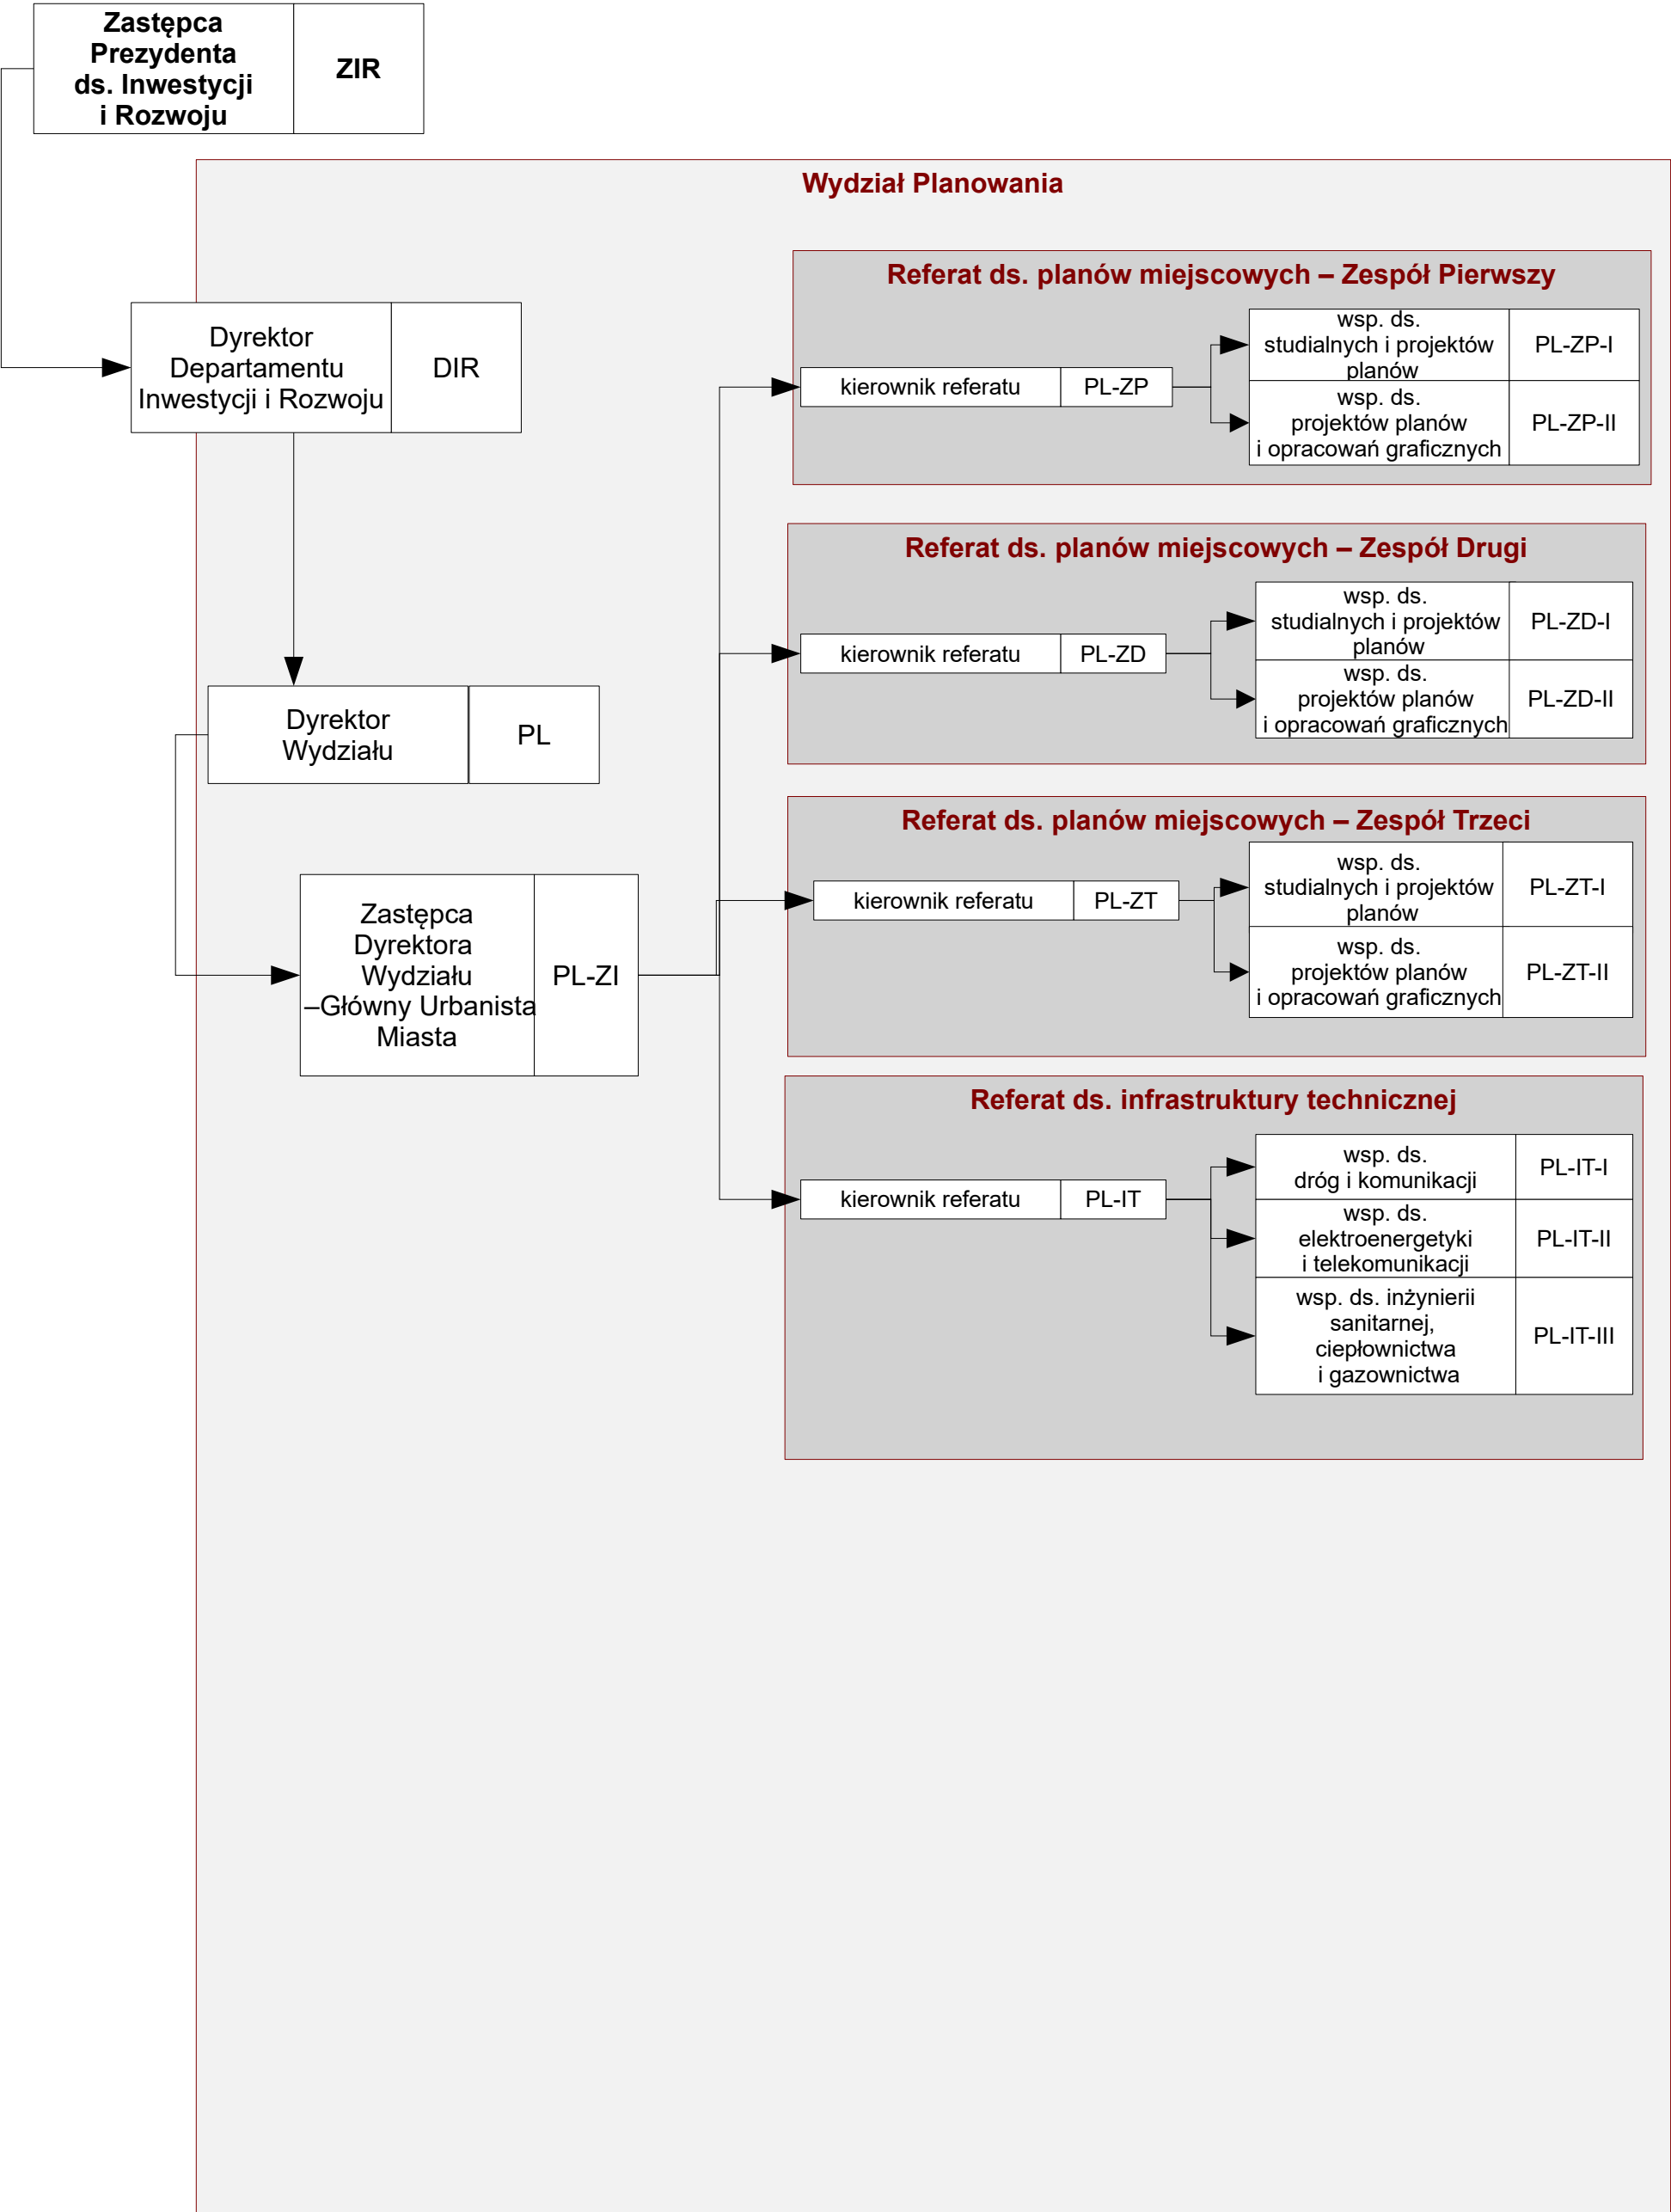 Zastępca
Prezydenta
ds. Inwestycji
i Rozwoju
ZIR
Wydział Planowania
Dyrektor
Departamentu
Inwestycji i Rozwoju
DIR
Dyrektor
Wydziału
PL
Zastępca
Dyrektora
Wydziału
–Główny Urbanista
Miasta
PL-ZI
Referat ds. planów miejscowych – Zespół Pierwszy
kierownik referatu
PL-ZP
wsp. ds.
studialnych i projektów
planów
PL-ZP-I
wsp. ds.
projektów planów
i opracowań graficznych
PL-ZP-II
Referat ds. planów miejscowych – Zespół Drugi
kierownik referatu
PL-ZD
wsp. ds.
studialnych i projektów
planów
PL-ZD-I
wsp. ds.
projektów planów
i opracowań graficznych
PL-ZD-II
Referat ds. planów miejscowych – Zespół Trzeci
kierownik referatu
PL-ZT
wsp. ds.
studialnych i projektów
planów
PL-ZT-I
wsp. ds.
projektów planów
i opracowań graficznych
PL-ZT-II
Referat ds. infrastruktury technicznej
kierownik referatu
PL-IT
wsp. ds.
dróg i komunikacji
PL-IT-I
wsp. ds.
elektroenergetyki
i telekomunikacji
PL-IT-II
wsp. ds. inżynierii
sanitarnej,
ciepłownictwa
i gazownictwa
PL-IT-III